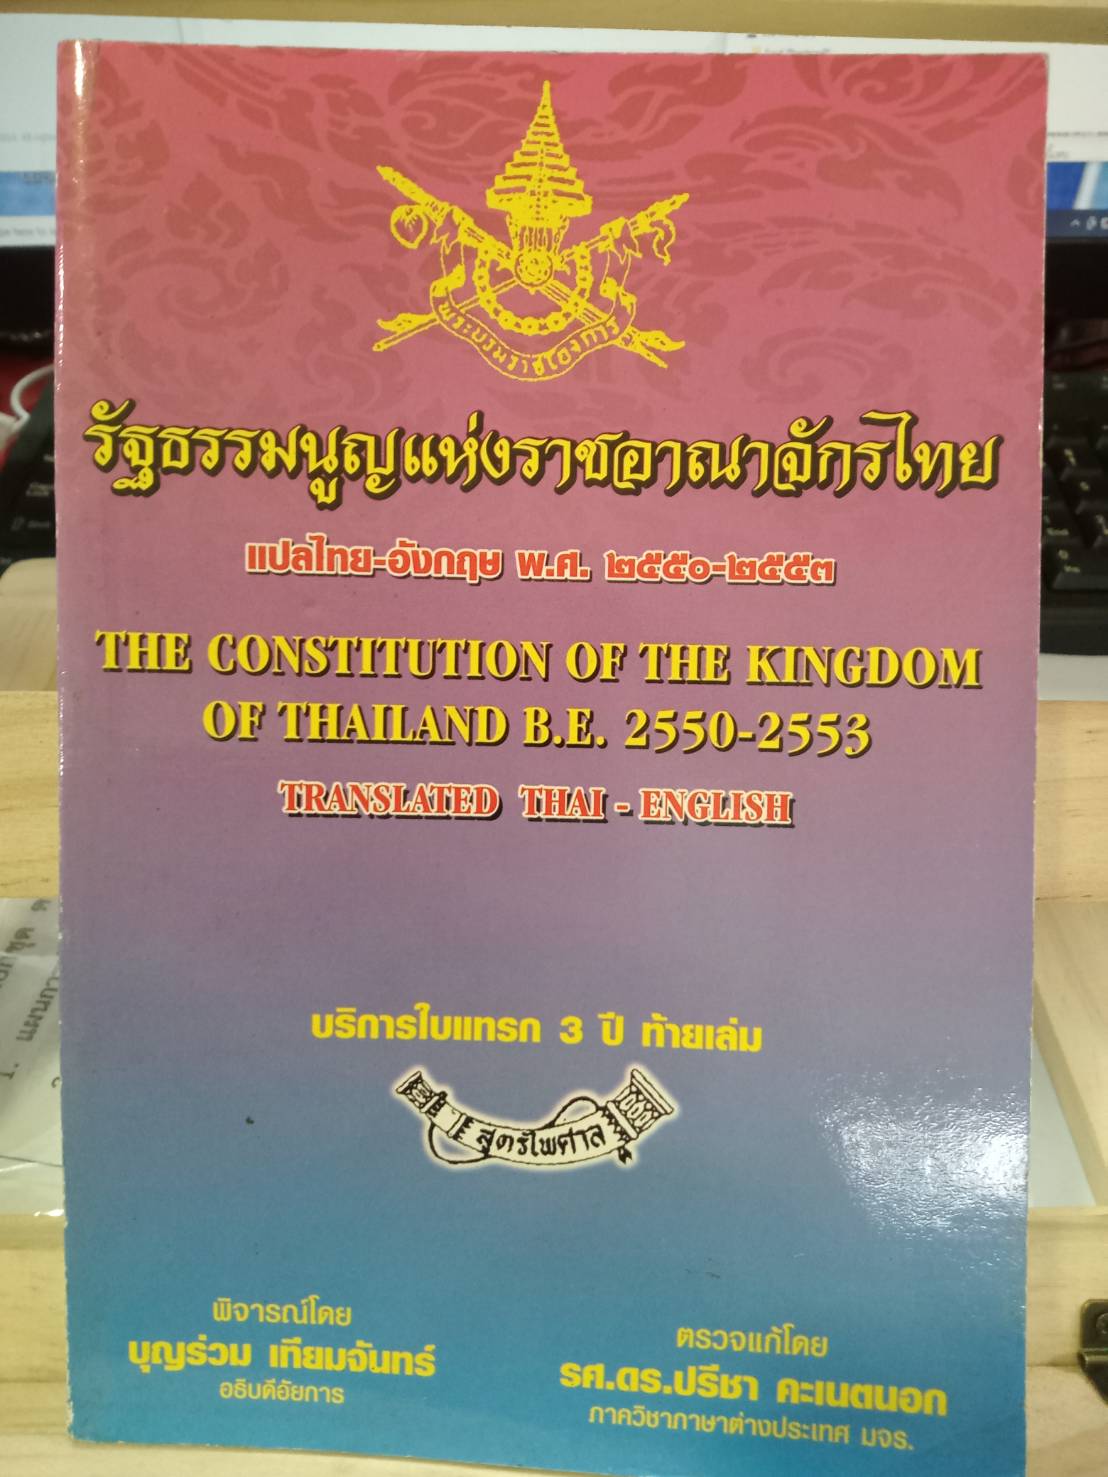 พระบรมราชโองการ
รัฐธรรมนูญแห่งราชอาณาจักรไทย
แปลไทย-อังกฤษ พ.ศ. ๒๕๕๐-๒๕๕๓
THE CONSTITUTION OF THE KINGDOM
OF THAILAND B.E. 2550-2553
TRANSLATED THAI - ENGLISH
บริการใบแทรก 3 ปี ท้ายเล่ม
สูตรไพศาล
พิจารณ์โดย
บุญร่วม เทียมจันทร์
อธิบดีอัยการ
ตรวจแก้โดย
รศ.ดร.ปรีชา คะเนตนอก
ภาควิชาภาษาต่างประเทศ มจร.